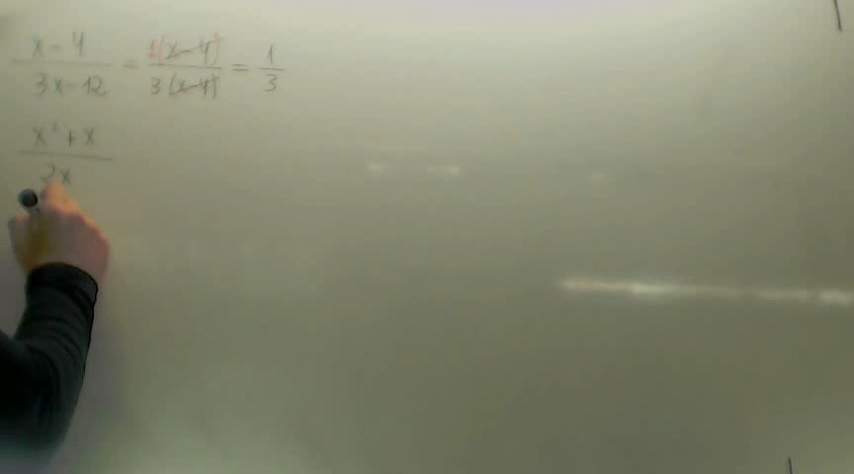 x - 4 / 3x - 12 = 1(x - 4) / 3(x - 4) = 1 / 3
x² + x / 2x